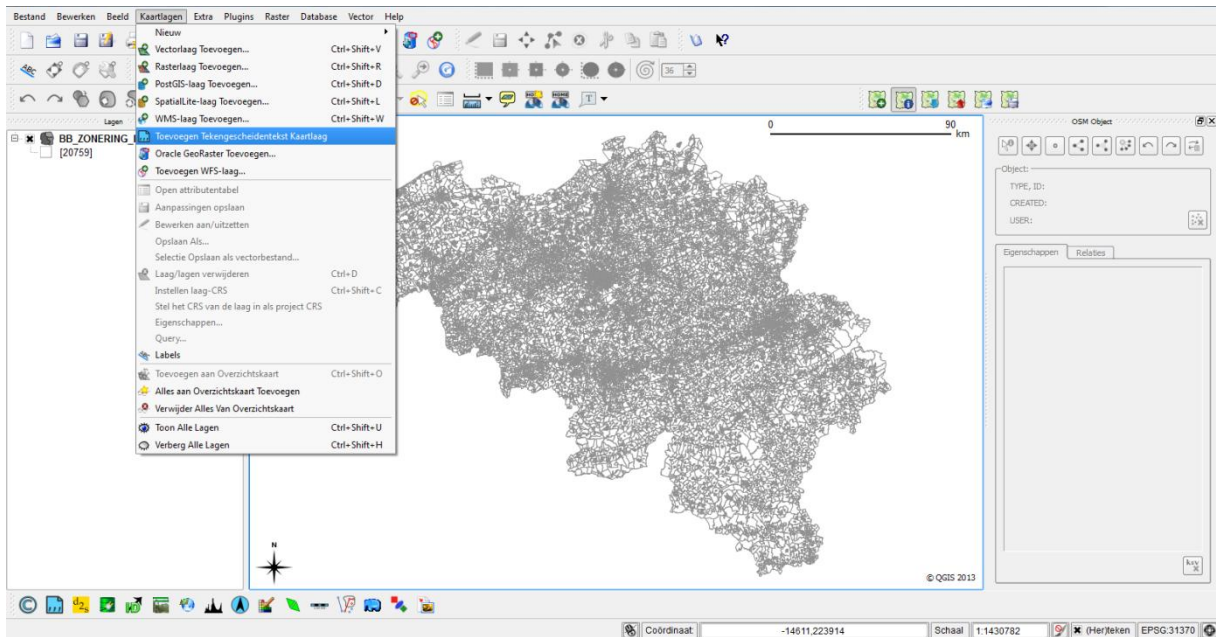 Bestand Bewerken Beeld Kaartlagen Extra Plugins Raster Database Vector Help
Nieuw
Vectorlaag Toevoegen... Ctrl+Shift+V
Rasterlaag Toevoegen... Ctrl+Shift+R
PostGIS-laag Toevoegen... Ctrl+Shift+D
SpatialLite-laag Toevoegen... Ctrl+Shift+L
WMS-laag Toevoegen... Ctrl+Shift+W
Toevoegen Tekengescheidentekst Kaartlaag
Oracle GeoRaster Toevoegen...
Toevoegen WFS-laag...
Open attributentabel
Aanpassingen opslaan
Bewerken aan/uitzetten
Opslaan Als...
Selectie Opslaan als vectorbestand...
Laag/lagen verwijderen Ctrl+D
Instellen laag-CRS Ctrl+Shift+C
Stel het CRS van de laag in als project CRS
Eigenschappen...
Query...
Labels
Toevoegen aan Overzichtskaart Ctrl+Shift+O
Alles aan Overzichtskaart Toevoegen
Verwijder Alles Van Overzichtskaart
Toon Alle Lagen Ctrl+Shift+U
Verberg Alle Lagen Ctrl+Shift+H
36
Lagen
BB_ZONERING_
[20759]
0 90
km
N
© QGIS 2013
OSM Object
Object:
TYPE, ID:
CREATED:
USER:
Eigenschappen Relaties
Coördinaat: -14611,223914 Schaal 1:1430782 (Her)teken EPSG:31370